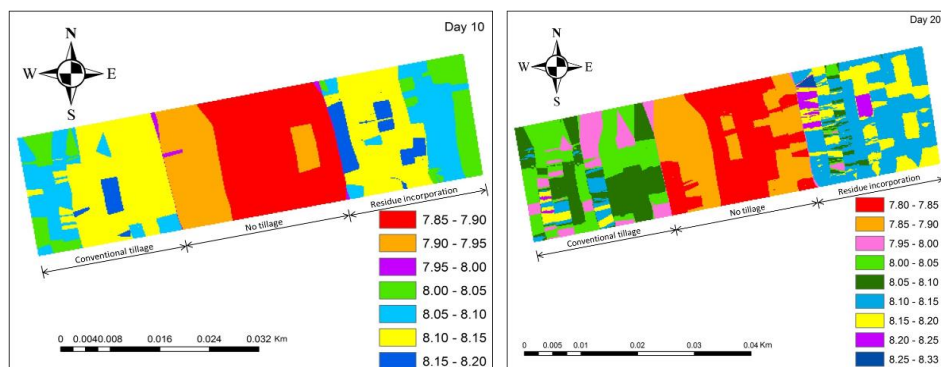 Day 10
N
W E
S
Conventional tillage
No tillage
Residue incorporation
7.85 - 7.90
7.90 - 7.95
7.95 - 8.00
8.00 - 8.05
8.05 - 8.10
8.10 - 8.15
8.15 - 8.20
0 0.0040.008 0.016 0.024 0.032 Km
Day 20
N
W E
S
Conventional tillage
No tillage
Residue incorporation
7.80 - 7.85
7.85 - 7.90
7.95 - 8.00
8.00 - 8.05
8.05 - 8.10
8.10 - 8.15
8.15 - 8.20
8.20 - 8.25
8.25 - 8.33
0 0.005 0.01 0.02 0.03 0.04 Km